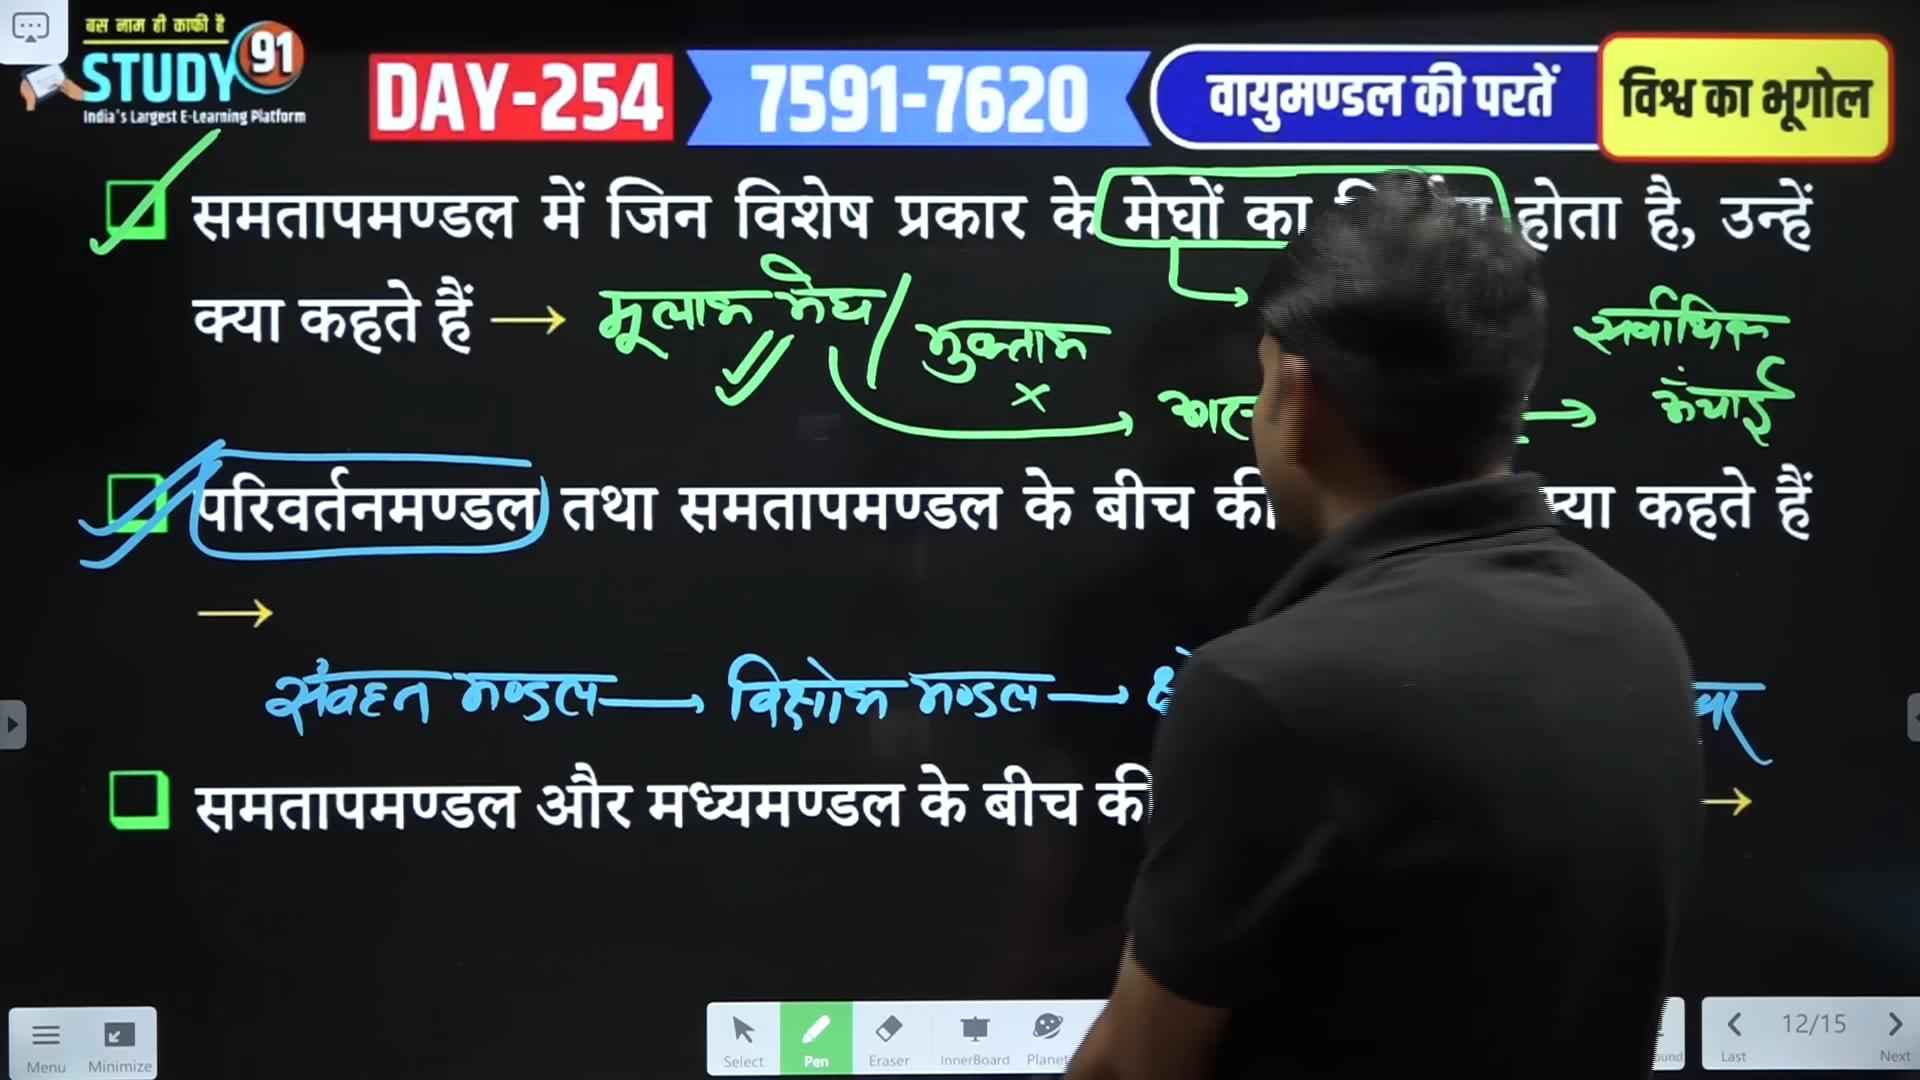 बस नाम ही काफी है
STUDY 91
India's Largest E-Learning Platform
DAY-254
7591-7620
वायुमण्डल की परतें
विश्व का भूगोल
समतापमण्डल में जिन विशेष प्रकार के मेघों का होता है, उन्हें
क्या कहते हैं → मूलाभ मेघ / मुक्ताभ
×
सर्वाधिक
ऊंचाई
परिवर्तनमण्डल तथा समतापमण्डल के बीच की कहते हैं
→
संवहन मण्डल → विक्षोभ मण्डल →
समतापमण्डल और मध्यमण्डल के बीच की →
Menu
Minimize
Select
Pen
Eraser
InnerBoard
Planet
12/15
Last
Next